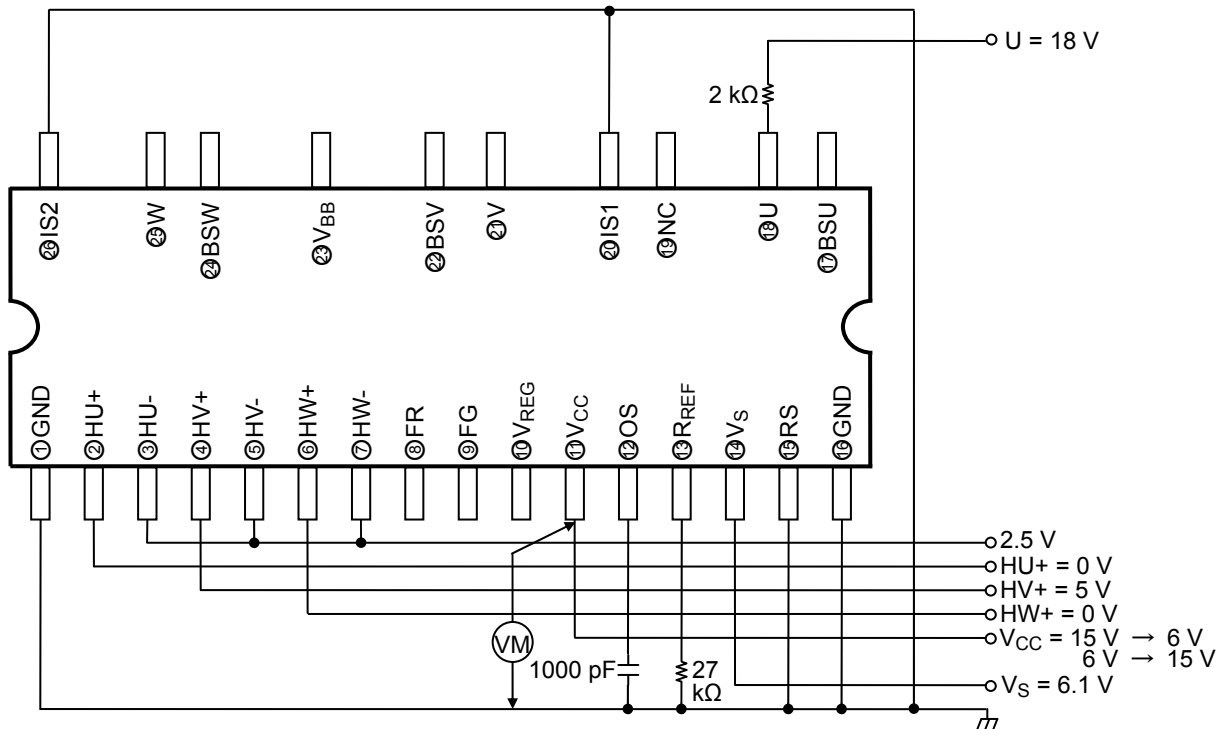 U = 18 V
2 kΩ
㉖IS2
㉕W
㉔BSW
㉓VBB
㉒BSV
㉑V
⑳IS1
⑲NC
⑱U
⑰BSU
①GND
②HU+
③HU-
④HV+
⑤HV-
⑥HW+
⑦HW-
⑧FR
⑨FG
⑩VREG
⑪VCC
⑫OS
⑬RREF
⑭VS
⑮RS
⑯GND
2.5 V
HU+ = 0 V
HV+ = 5 V
HW+ = 0 V
VM
VCC = 15 V → 6 V
6 V → 15 V
1000 pF
27
kΩ
VS = 6.1 V